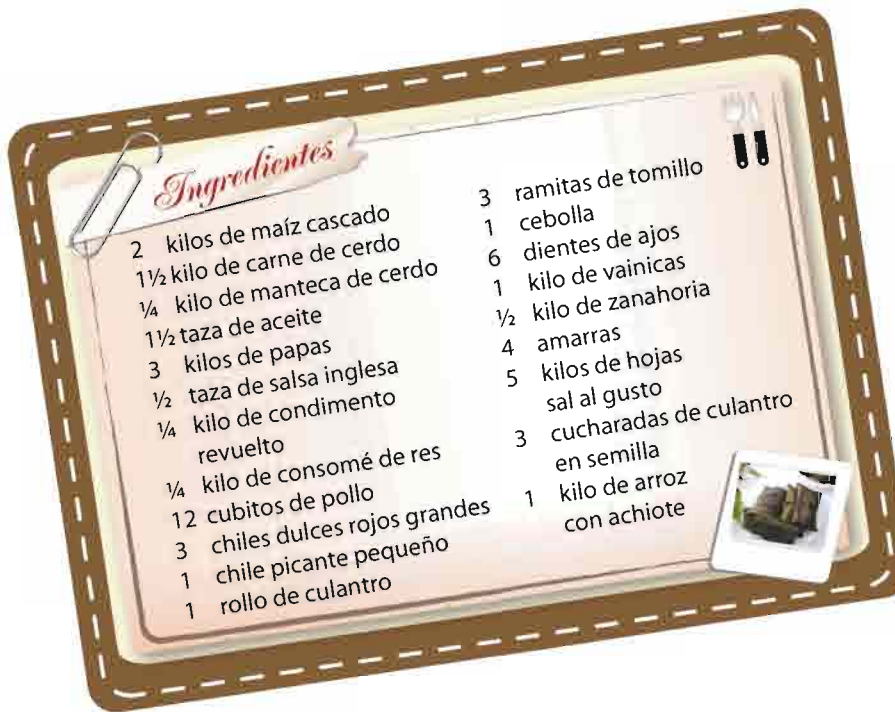 Ingredientes
2 kilos de maíz cascado
1½ kilo de carne de cerdo
¼ kilo de manteca de cerdo
1½ taza de aceite
3 kilos de papas
½ taza de salsa inglesa
¼ kilo de condimento
revuelto
¼ kilo de consomé de res
12 cubitos de pollo
3 chiles dulces rojos grandes
1 chile picante pequeño
1 rollo de culantro
3 ramitas de tomillo
1 cebolla
6 dientes de ajos
1 kilo de vainicas
½ kilo de zanahoria
4 amarras
5 kilos de hojas
sal al gusto
3 cucharadas de culantro
en semilla
1 kilo de arroz
con achiote